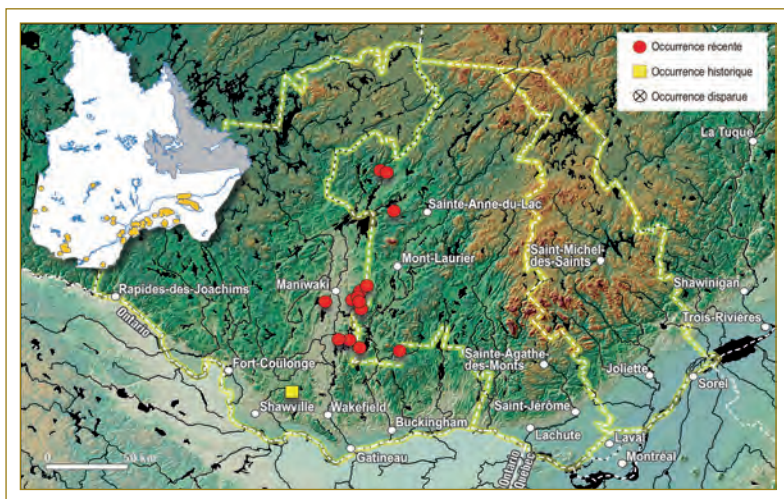 Occurrence récente
Occurrence historique
Occurrence disparue
La Tuque
Sainte-Anne-du-Lac
Saint-Michel
des-Saints
Mont-Laurier
Maniwaki
Rapides-des-Joachims
Shawinigan
Ontario
Trois-Rivières
Fort-Coulonge
Sainte-Agathe
des-Monts
Joliette
Sorel
Shawville
Wakefield
Saint-Jérôme
Buckingham
Lachute
Laval
Gatineau
Ontario
Québec
Montréal
0 50 km